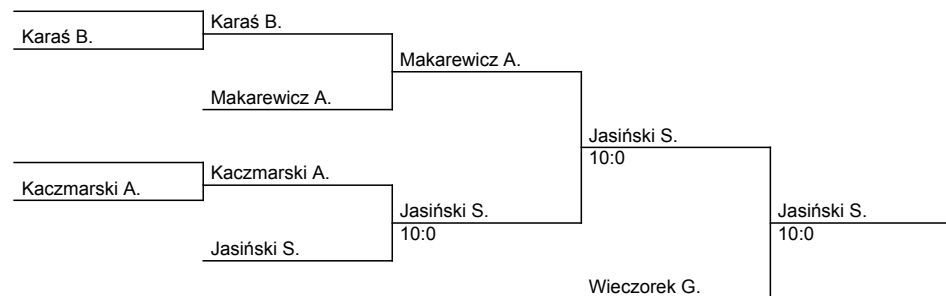 Karaś B.
Karaś B.
Makarewicz A.
Makarewicz A.
Jasiński S.
10:0
Kaczmarski A.
Kaczmarski A.
Jasiński S.
10:0
Jasiński S.
10:0
Jasiński S.
Wieczorek G.